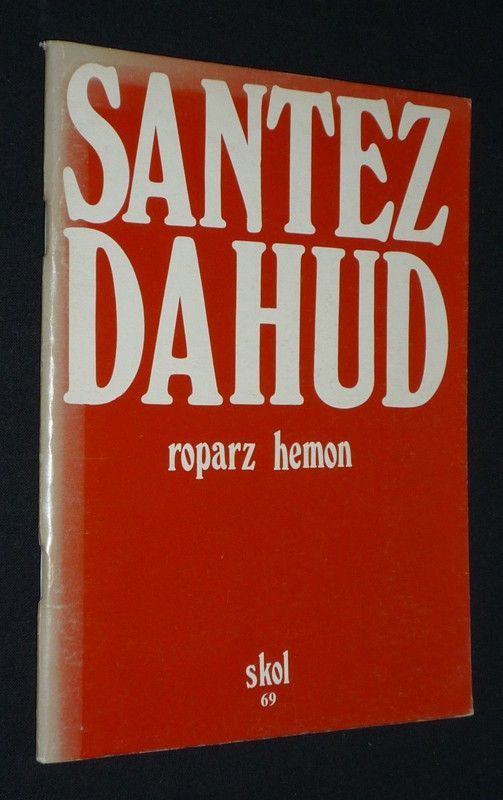 SANTEZ
DAHUD
roparz hemon
skol
69